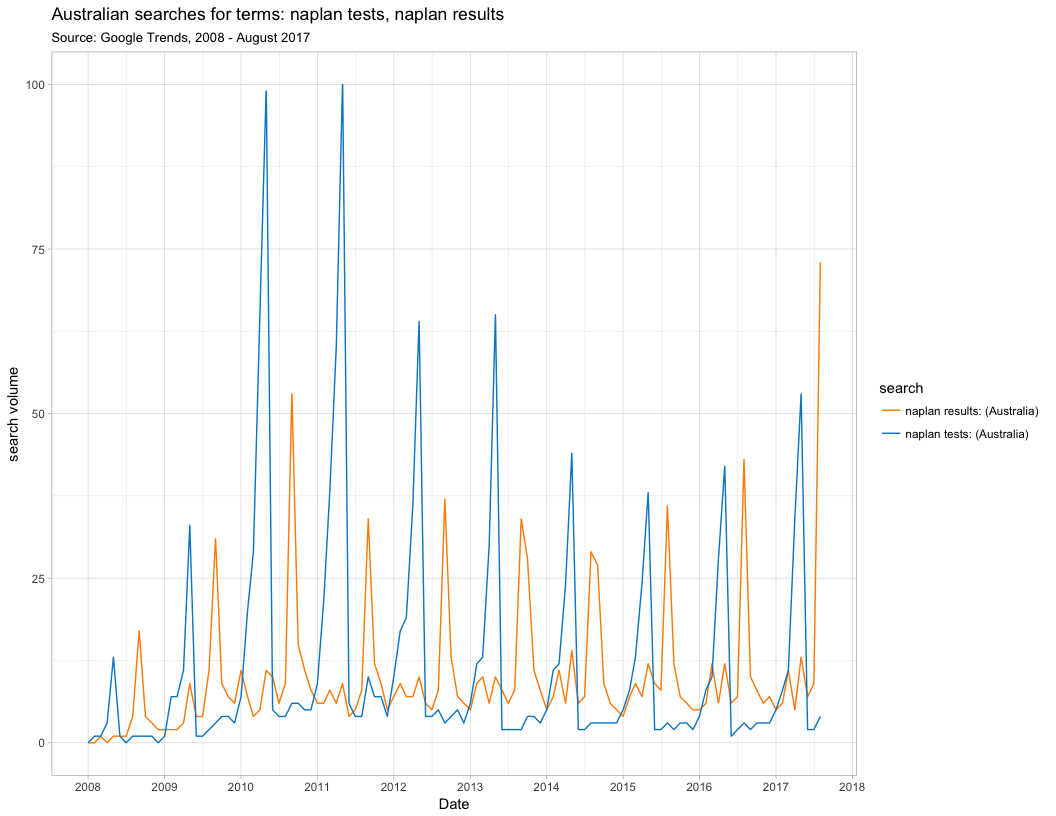 Australian searches for terms: naplan tests, naplan results
Source: Google Trends, 2008 - August 2017
100
75
50
25
0
search volume
2008 2009 2010 2011 2012 2013 2014 2015 2016 2017 2018
Date
search
naplan results: (Australia)
naplan tests: (Australia)